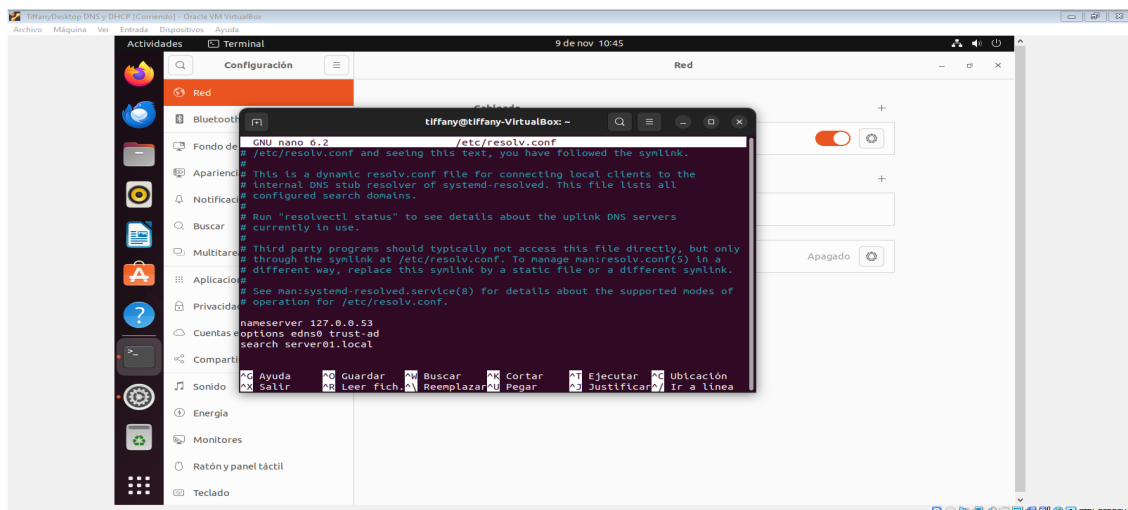 TiffanyDesktop DNS y DHCP [Corriendo] - Oracle VM VirtualBox
Archivo Máquina Ver Entrada Dispositivos Ayuda
Actividades Terminal 9 de nov 10:45
Configuración Red
Red
Bluetooth
Fondo de
Aparienci
Notificaci
Buscar
Multitare
Aplicacio
Privacida
Cuentas e
Comparti
Sonido
Energía
Monitores
Ratón y panel táctil
Teclado
Apagado
tiffany@tiffany-VirtualBox: ~
GNU nano 6.2 /etc/resolv.conf
# /etc/resolv.conf and seeing this text, you have followed the symlink.
#
# This is a dynamic resolv.conf file for connecting local clients to the
# internal DNS stub resolver of systemd-resolved. This file lists all
# configured search domains.
#
# Run "resolvectl status" to see details about the uplink DNS servers
# currently in use.
#
# Third party programs should typically not access this file directly, but only
# through the symlink at /etc/resolv.conf. To manage man:resolv.conf(5) in a
# different way, replace this symlink by a static file or a different symlink.
#
# See man:systemd-resolved.service(8) for details about the supported modes of
# operation for /etc/resolv.conf.
nameserver 127.0.0.53
options edns0 trust-ad
search server01.local
^G Ayuda ^O Guardar ^W Buscar ^K Cortar ^T Ejecutar ^C Ubicación
^X Salir ^R Leer fich. ^\ Reemplazar ^U Pegar ^J Justificar ^/ Ir a línea